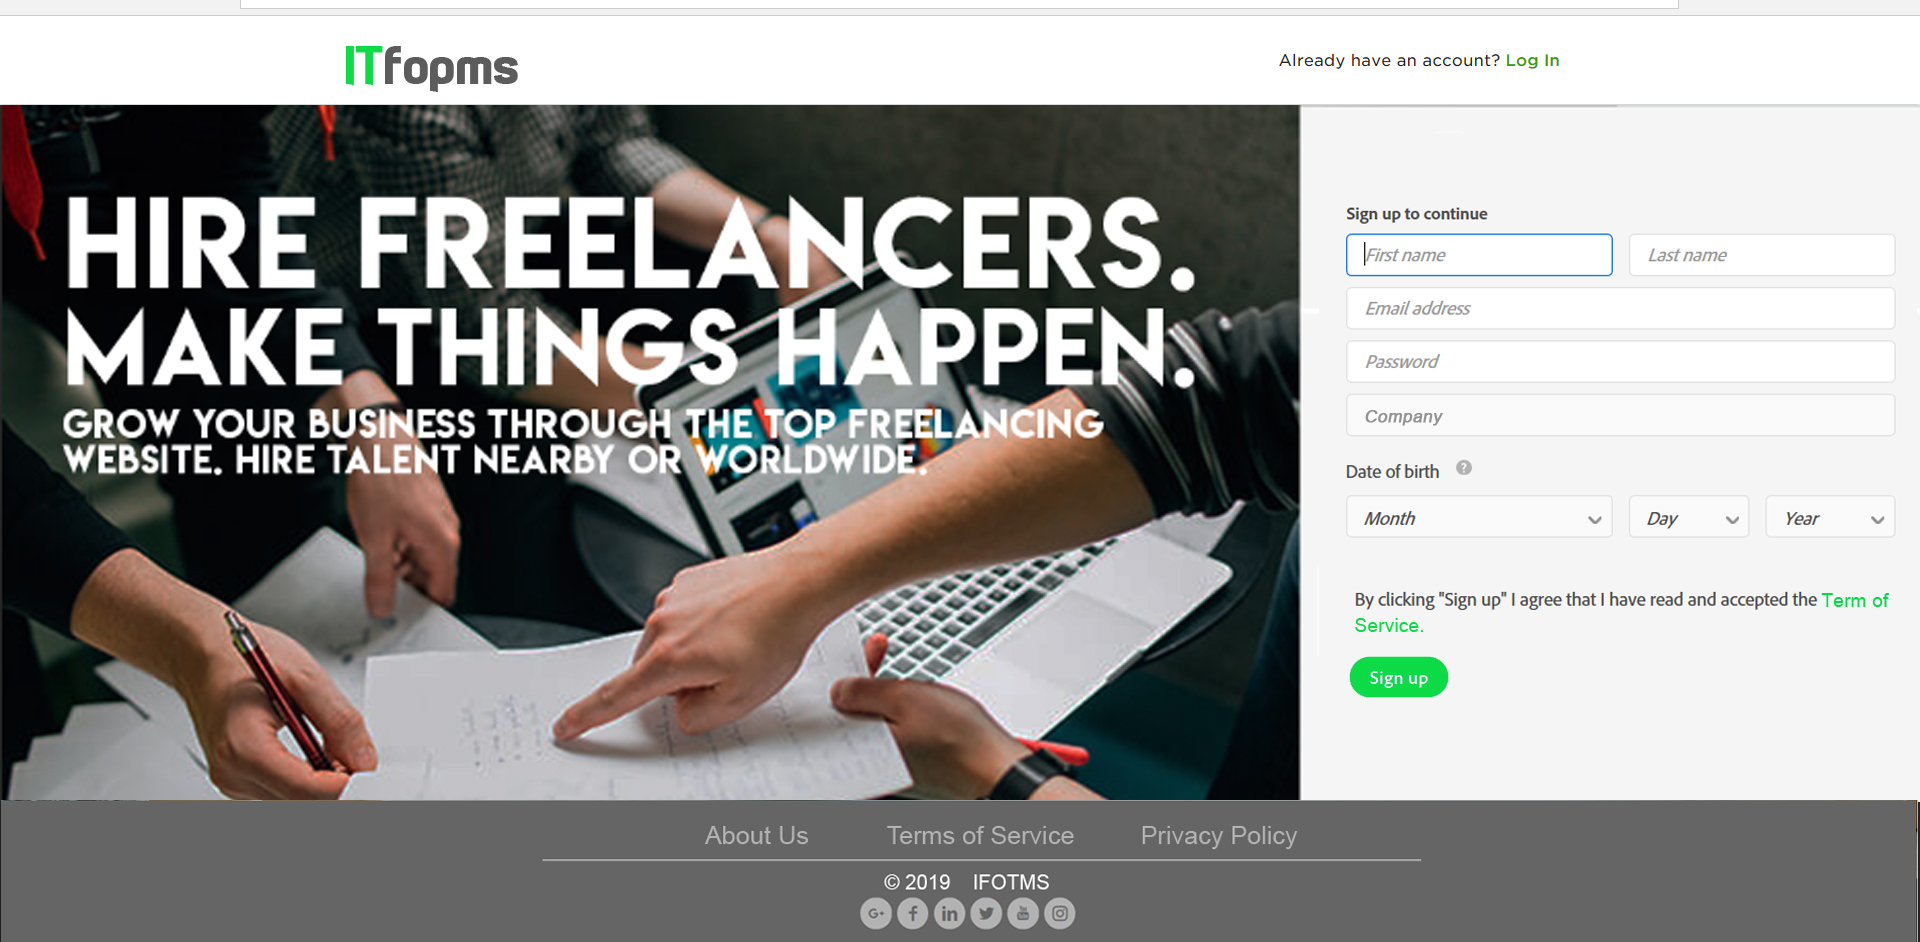 ITfopms
Already have an account? Log In
HIRE FREELANCERS.
MAKE THINGS HAPPEN.
GROW YOUR BUSINESS THROUGH THE TOP FREELANCING
WEBSITE. HIRE TALENT NEARBY OR WORLDWIDE.
Sign up to continue
First name
Last name
Email address
Password
Company
Date of birth ?
Month
Day
Year
By clicking "Sign up" I agree that I have read and accepted the Term of
Service.
Sign up
About Us
Terms of Service
Privacy Policy
© 2019 IFOTMS